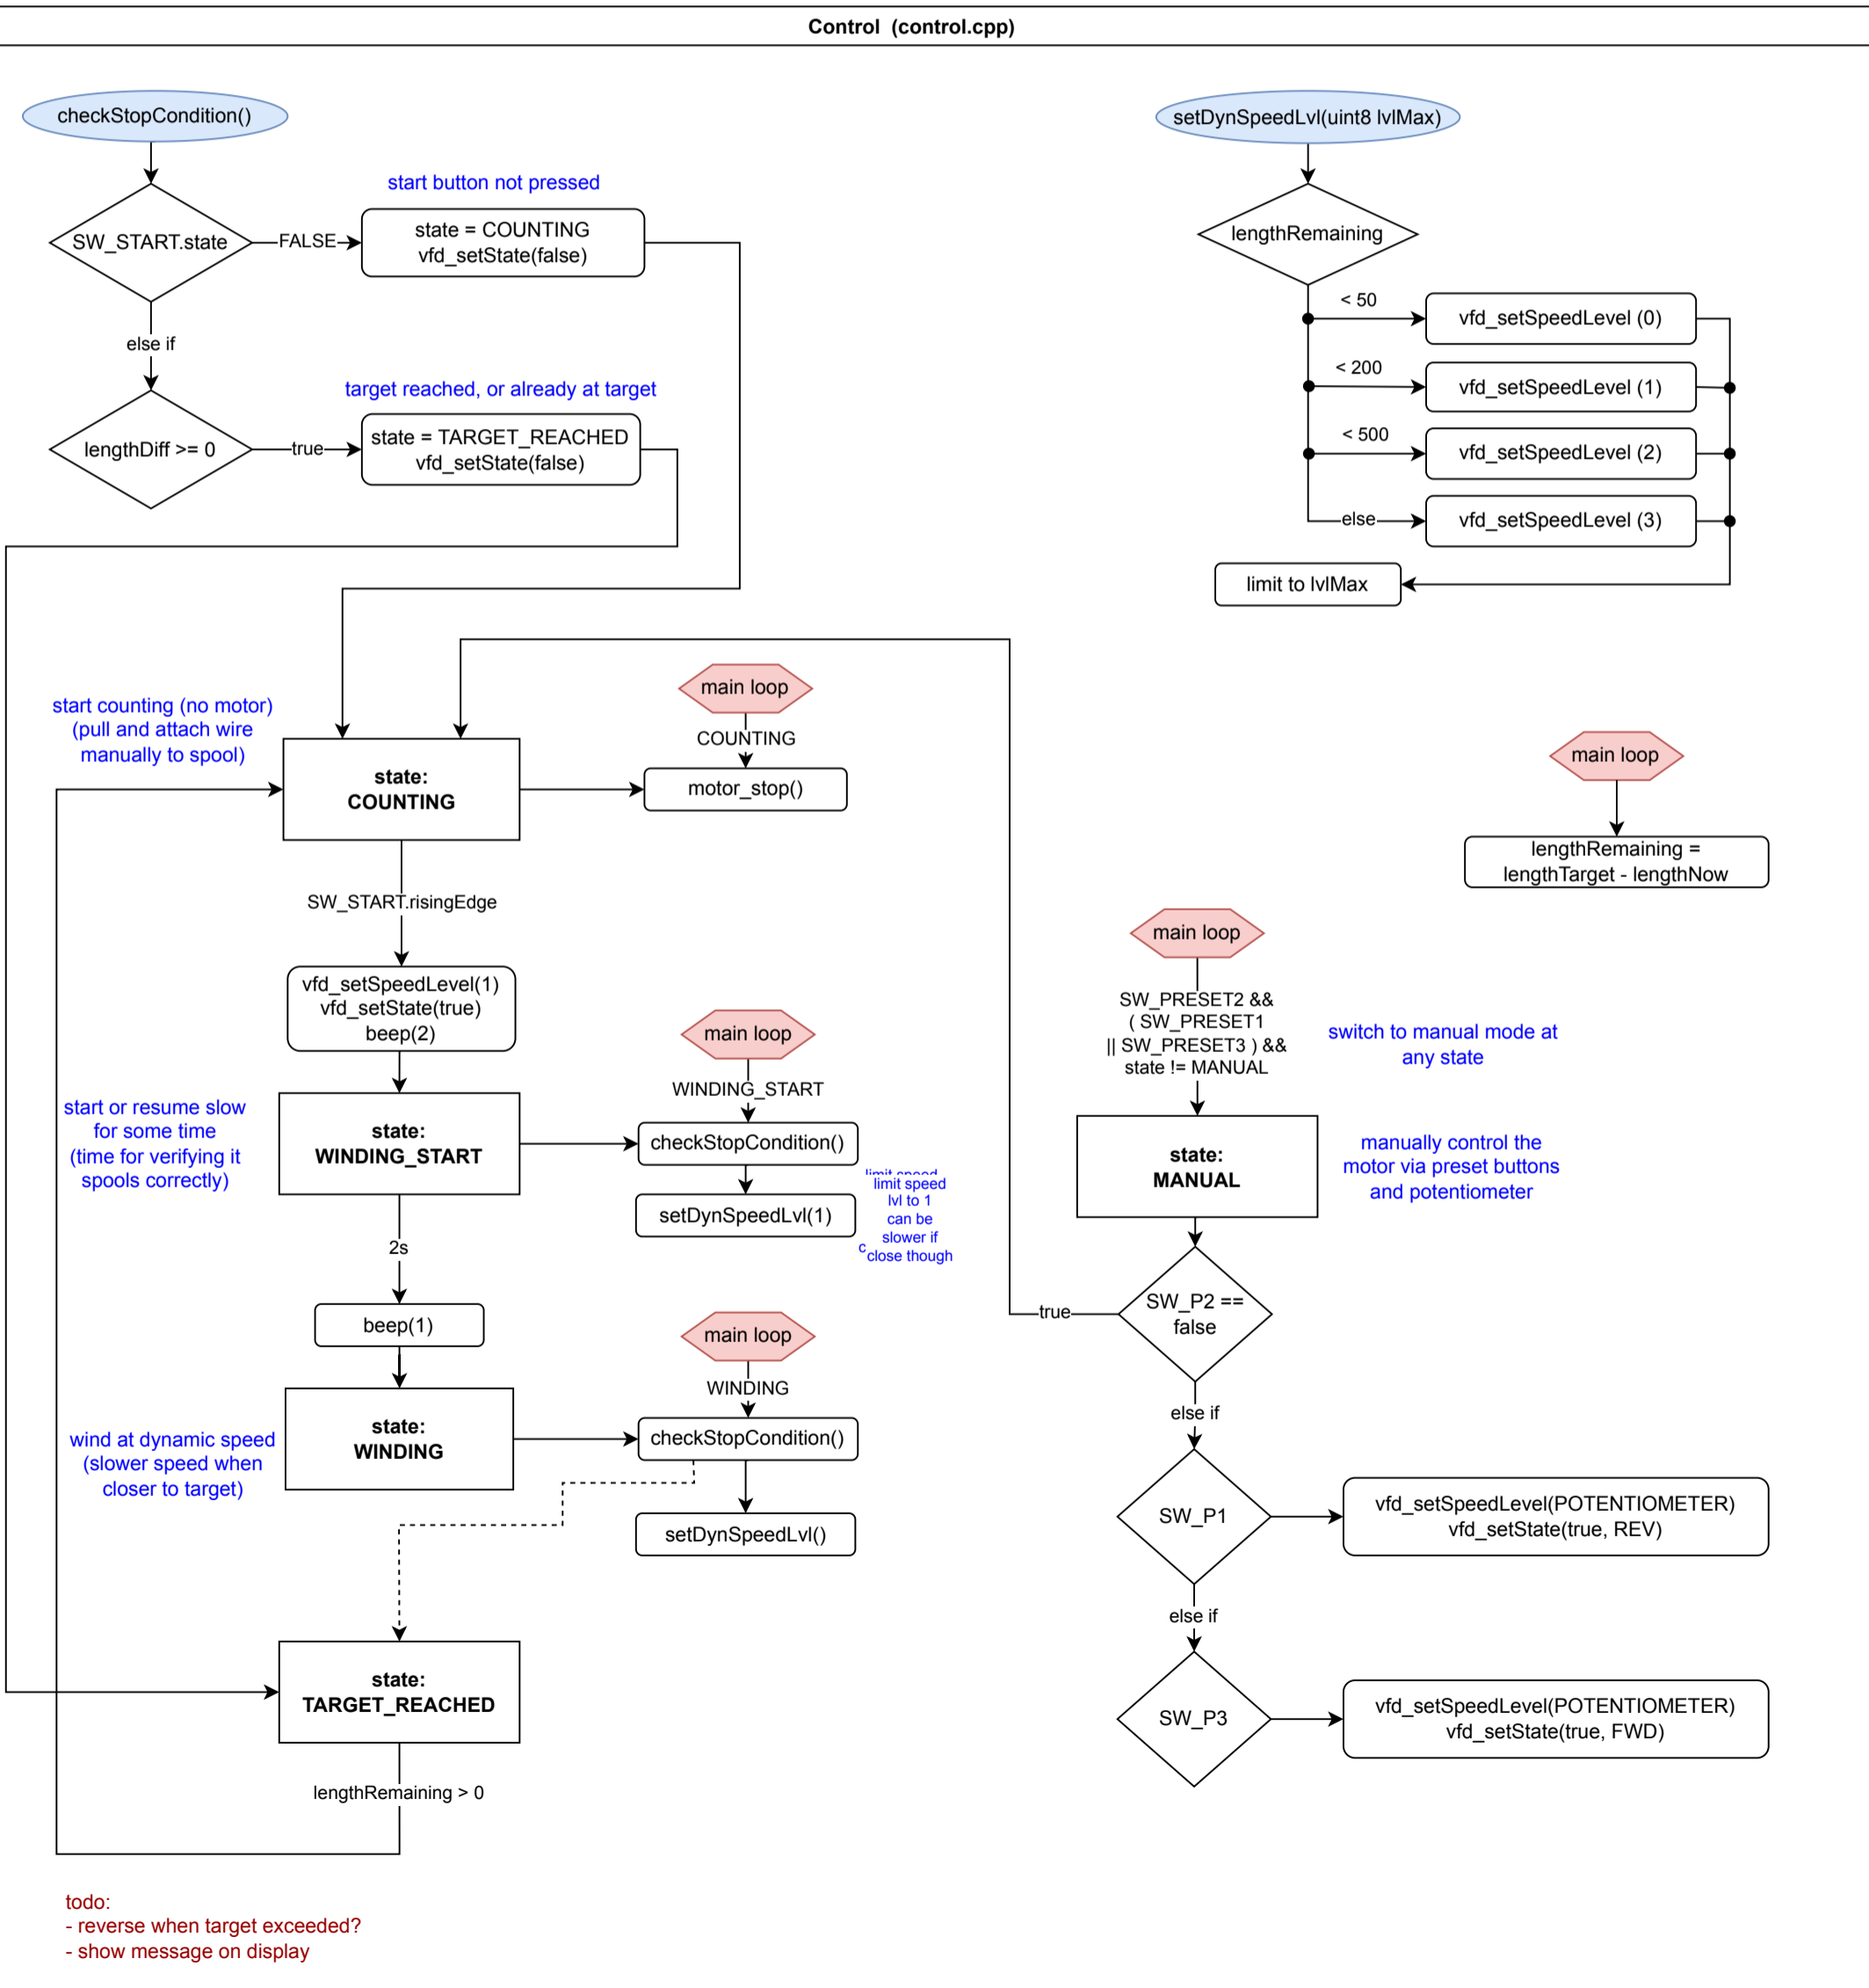 Control  (control.cpp)
checkStopCondition()
start button not pressed
SW_START.state
FALSE
state = COUNTING
vfd_setState(false)
else if
target reached, or already at target
lengthDiff >= 0
true
state = TARGET_REACHED
vfd_setState(false)
setDynSpeedLvl(uint8 lvlMax)
lengthRemaining
< 50
vfd_setSpeedLevel (0)
< 200
vfd_setSpeedLevel (1)
< 500
vfd_setSpeedLevel (2)
else
vfd_setSpeedLevel (3)
limit to lvlMax
start counting (no motor)
(pull and attach wire
manually to spool)
state:
COUNTING
main loop
COUNTING
motor_stop()
SW_START.risingEdge
vfd_setSpeedLevel(1)
vfd_setState(true)
beep(2)
start or resume slow
for some time
(time for verifying it
spools correctly)
state:
WINDING_START
main loop
WINDING_START
checkStopCondition()
setDynSpeedLvl(1)
limit speed
limit speed
lvl to 1
can be
slower if
c
close though
2s
beep(1)
wind at dynamic speed
(slower speed when
closer to target)
state:
WINDING
main loop
WINDING
checkStopCondition()
setDynSpeedLvl()
state:
TARGET_REACHED
lengthRemaining > 0
main loop
lengthRemaining =
lengthTarget - lengthNow
main loop
SW_PRESET2 &&
( SW_PRESET1
|| SW_PRESET3 ) &&
state != MANUAL
switch to manual mode at
any state
state:
MANUAL
manually control the
motor via preset buttons
and potentiometer
SW_P2 ==
false
true
else if
SW_P1
vfd_setSpeedLevel(POTENTIOMETER)
vfd_setState(true, REV)
else if
SW_P3
vfd_setSpeedLevel(POTENTIOMETER)
vfd_setState(true, FWD)
todo:
- reverse when target exceeded?
- show message on display